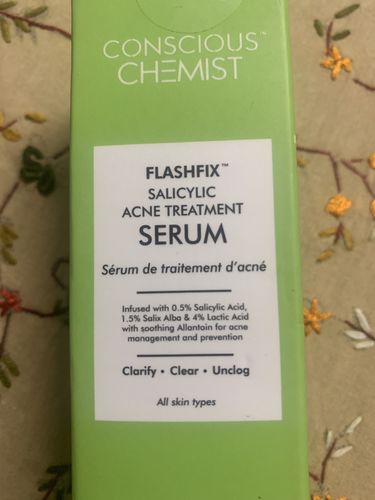 CONSCIOUS™
CHEMIST
FLASHFIX™
SALICYLIC
ACNE TREATMENT
SERUM
Sérum de traitement d'acné
Infused with 0.5% Salicylic Acid,
1.5% Salix Alba & 4% Lactic Acid
with soothing Allantoin for acne
management and prevention
Clarify • Clear • Unclog
All skin types